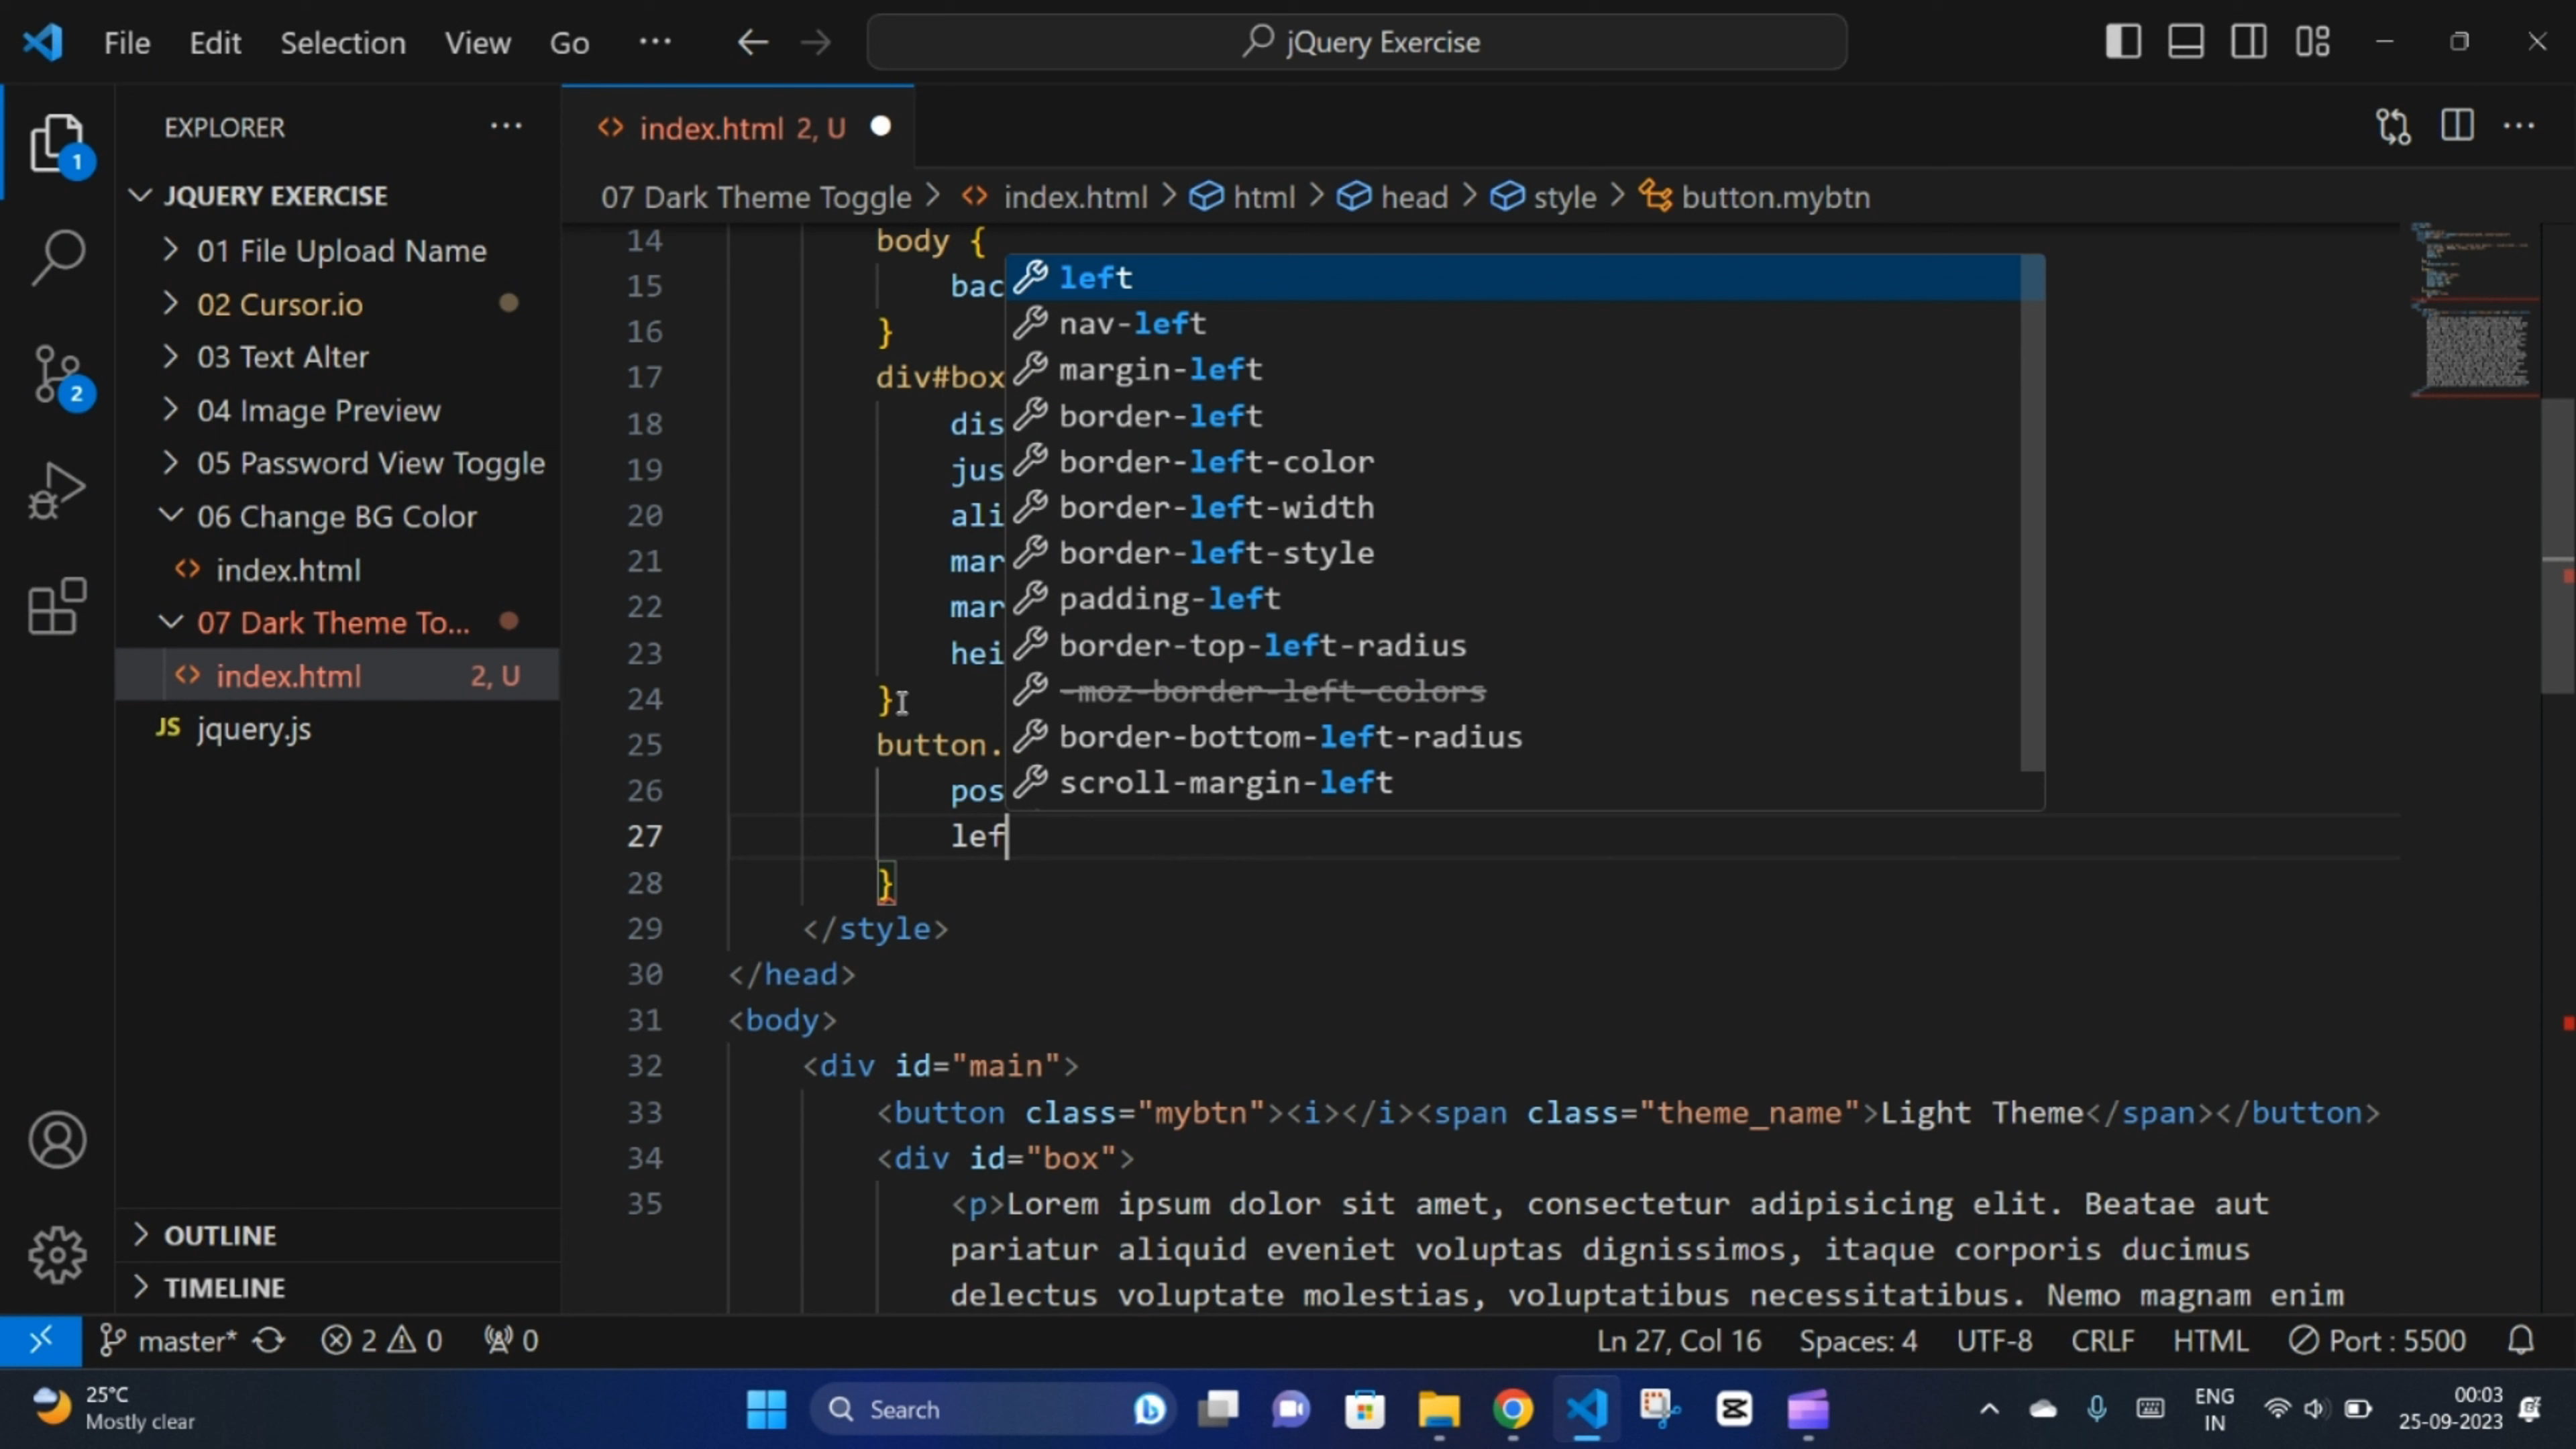 File Edit Selection View Go ··· jQuery Exercise
EXPLORER
index.html 2, U
1
JQUERY EXERCISE
07 Dark Theme Toggle > index.html > html > head > style > button.mybtn
01 File Upload Name
02 Cursor.io
03 Text Alter
04 Image Preview
05 Password View Toggle
06 Change BG Color
index.html
07 Dark Theme To...
index.html 2, U
JS jquery.js
2
OUTLINE
TIMELINE
14 body {
15 bac
16 }
17 div#box
18 dis
19 jus
20 ali
21 mar
22 mar
23 hei
24 }
25 button.
26 pos
27 lef
28 }
29 </style>
30 </head>
31 <body>
32 <div id="main">
33 <button class="mybtn"><i></i><span class="theme_name">Light Theme</span></button>
34 <div id="box">
35 <p>Lorem ipsum dolor sit amet, consectetur adipisicing elit. Beatae aut
pariatur aliquid eveniet voluptas dignissimos, itaque corporis ducimus
delectus voluptate molestias, voluptatibus necessitatibus. Nemo magnam enim
left
nav-left
margin-left
border-left
border-left-color
border-left-width
border-left-style
padding-left
border-top-left-radius
-moz-border-left-colors
border-bottom-left-radius
scroll-margin-left
master* 2 0 0 Ln 27, Col 16 Spaces: 4 UTF-8 CRLF HTML Port : 5500
25°C
Mostly clear
Search
ENG
IN
00:03
25-09-2023